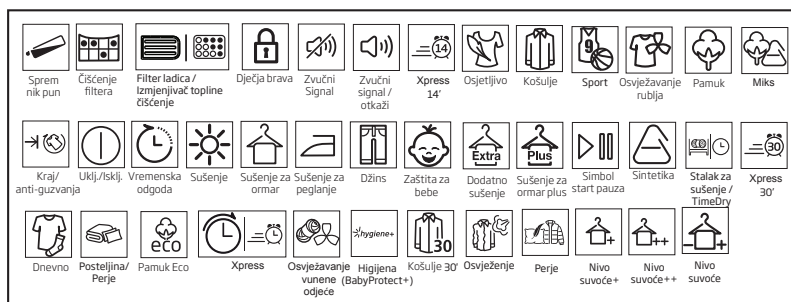 14
9
Sprem
nik pun
Čišćenje
filtera
Filter ladica /
Izmjenjivač topline
čišćenje
Dječja brava
Zvučni
Signal
Zvučni
signal /
otkaži
Xpress
14'
Osjetljivo
Košulje
Sport
Osvježavanje
rublja
Pamuk
Miks
Extra
Plus
30
Kraj/
anti-guzvanja
Uklj./Isklj.
Vremenska
odgoda
Sušenje
Sušenje za
ormar
Sušenje za
peglanje
Džins
Zaštita za
bebe
Dodatno
sušenje
Sušenje za
ormar plus
Simbol
start pauza
Sintetika
Stalak za
sušenje /
TimeDry
Xpress
30'
eco
hygiene+
30
+
++
- +
Dnevno
Posteljina/
Perje
Pamuk Eco
Xpress
Osvježavanje
vunene
odjeće
Higijena
(BabyProtect+)
Košulje 30'
Osvježenje
Perje
Nivo
suvoće+
Nivo
suvoće++
Nivo
suvoće